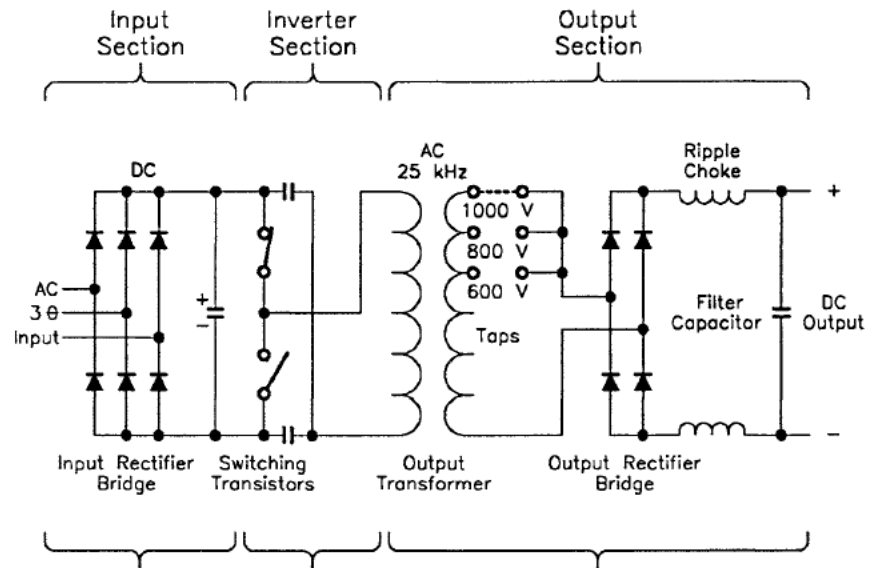 Input
Section
Inverter
Section
Output
Section
DC
AC
25 kHz
Ripple
Choke
+
1000 V
800 V
600 V
AC
3 θ
Input
+
−
Taps
Filter
Capacitor
DC
Output
−
Input Rectifier
Bridge
Switching
Transistors
Output
Transformer
Output Rectifier
Bridge